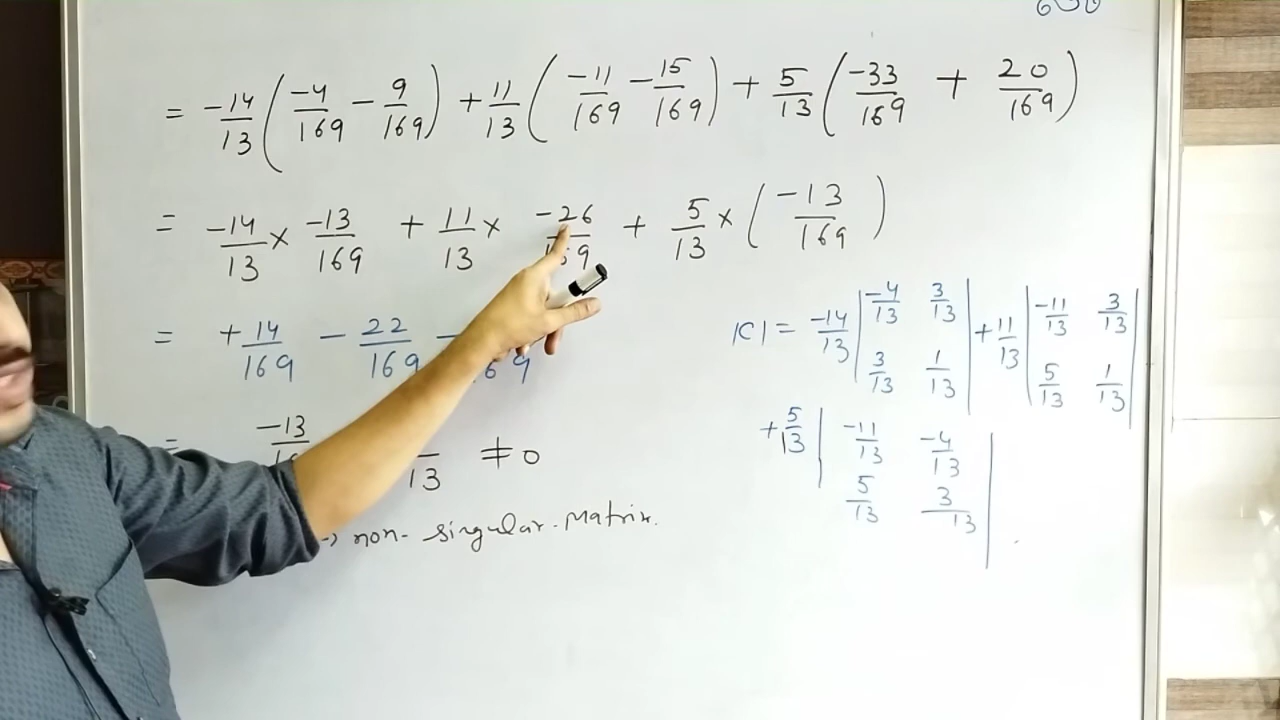 = -14/13 ( -4/169 - 9/169 ) + 11/13 ( -11/169 - 15/169 ) + 5/13 ( -33/169 + 20/169 )
= -14/13 × -13/169 + 11/13 × -26/169 + 5/13 × ( -13/169 )
= +14/169 - 22/169 -
= -13/ 13 ≠ 0
→ non-singular Matrix.
|C| = -14/13 | -4/13 3/13 | + 11/13 | -11/13 3/13 |
| 3/13 1/13 | | 5/13 1/13 |
+ 5/13 | -11/13 -4/13 |
| 5/13 3/13 |